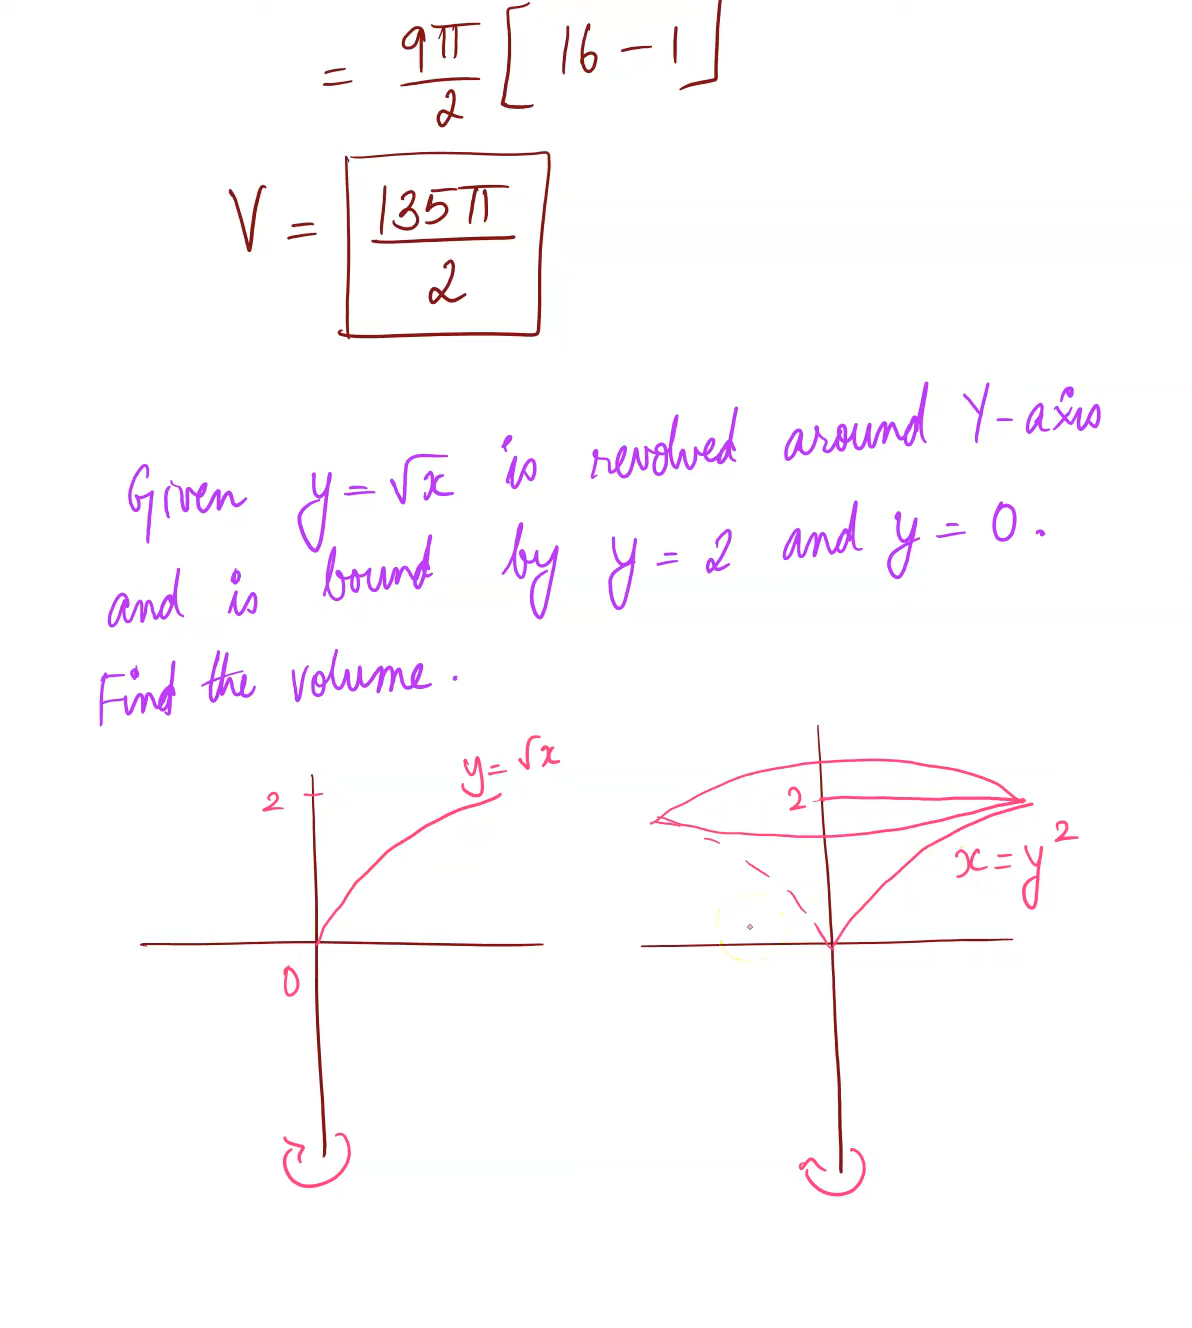 = 9π/2 [ 16 - 1 ]
V = 135π/2
Given y = √x is revolved around Y-axis
and is bound by y = 2 and y = 0.
Find the volume.
y = √x
2
0
2
x = y²